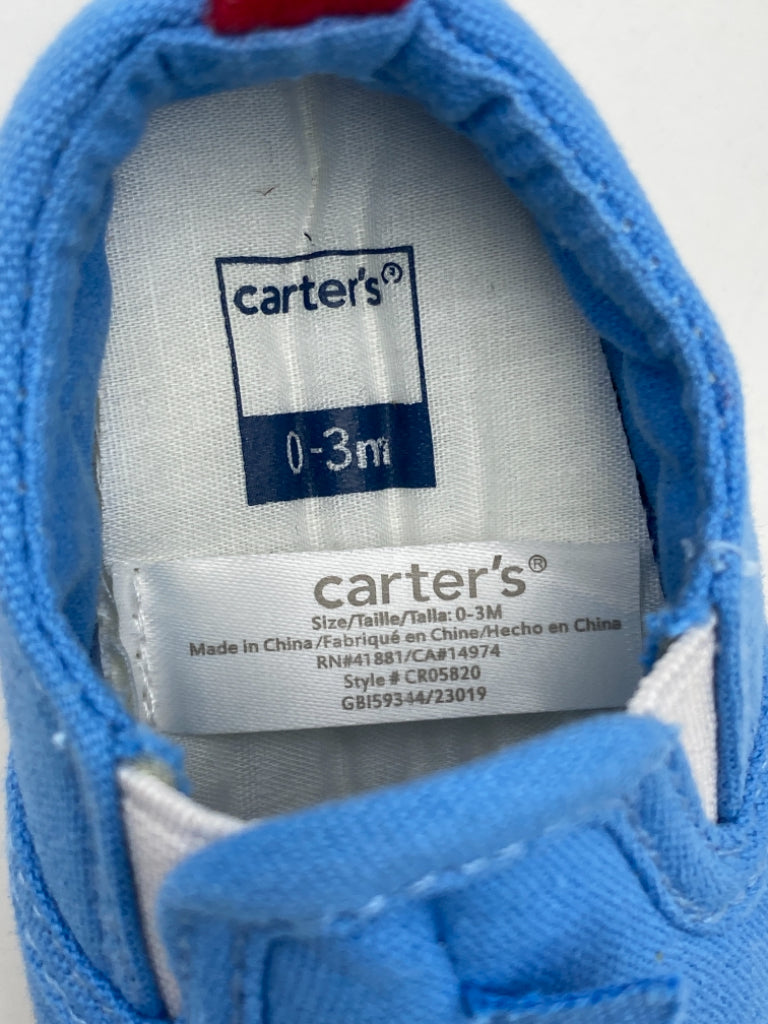 carter's®
0-3m
carter's®
Size/Taille/Talla: 0-3M
Made in China/Fabriqué en Chine/Hecho en China
RN#41881/CA#14974
Style # CR05820
GBI59344/23019